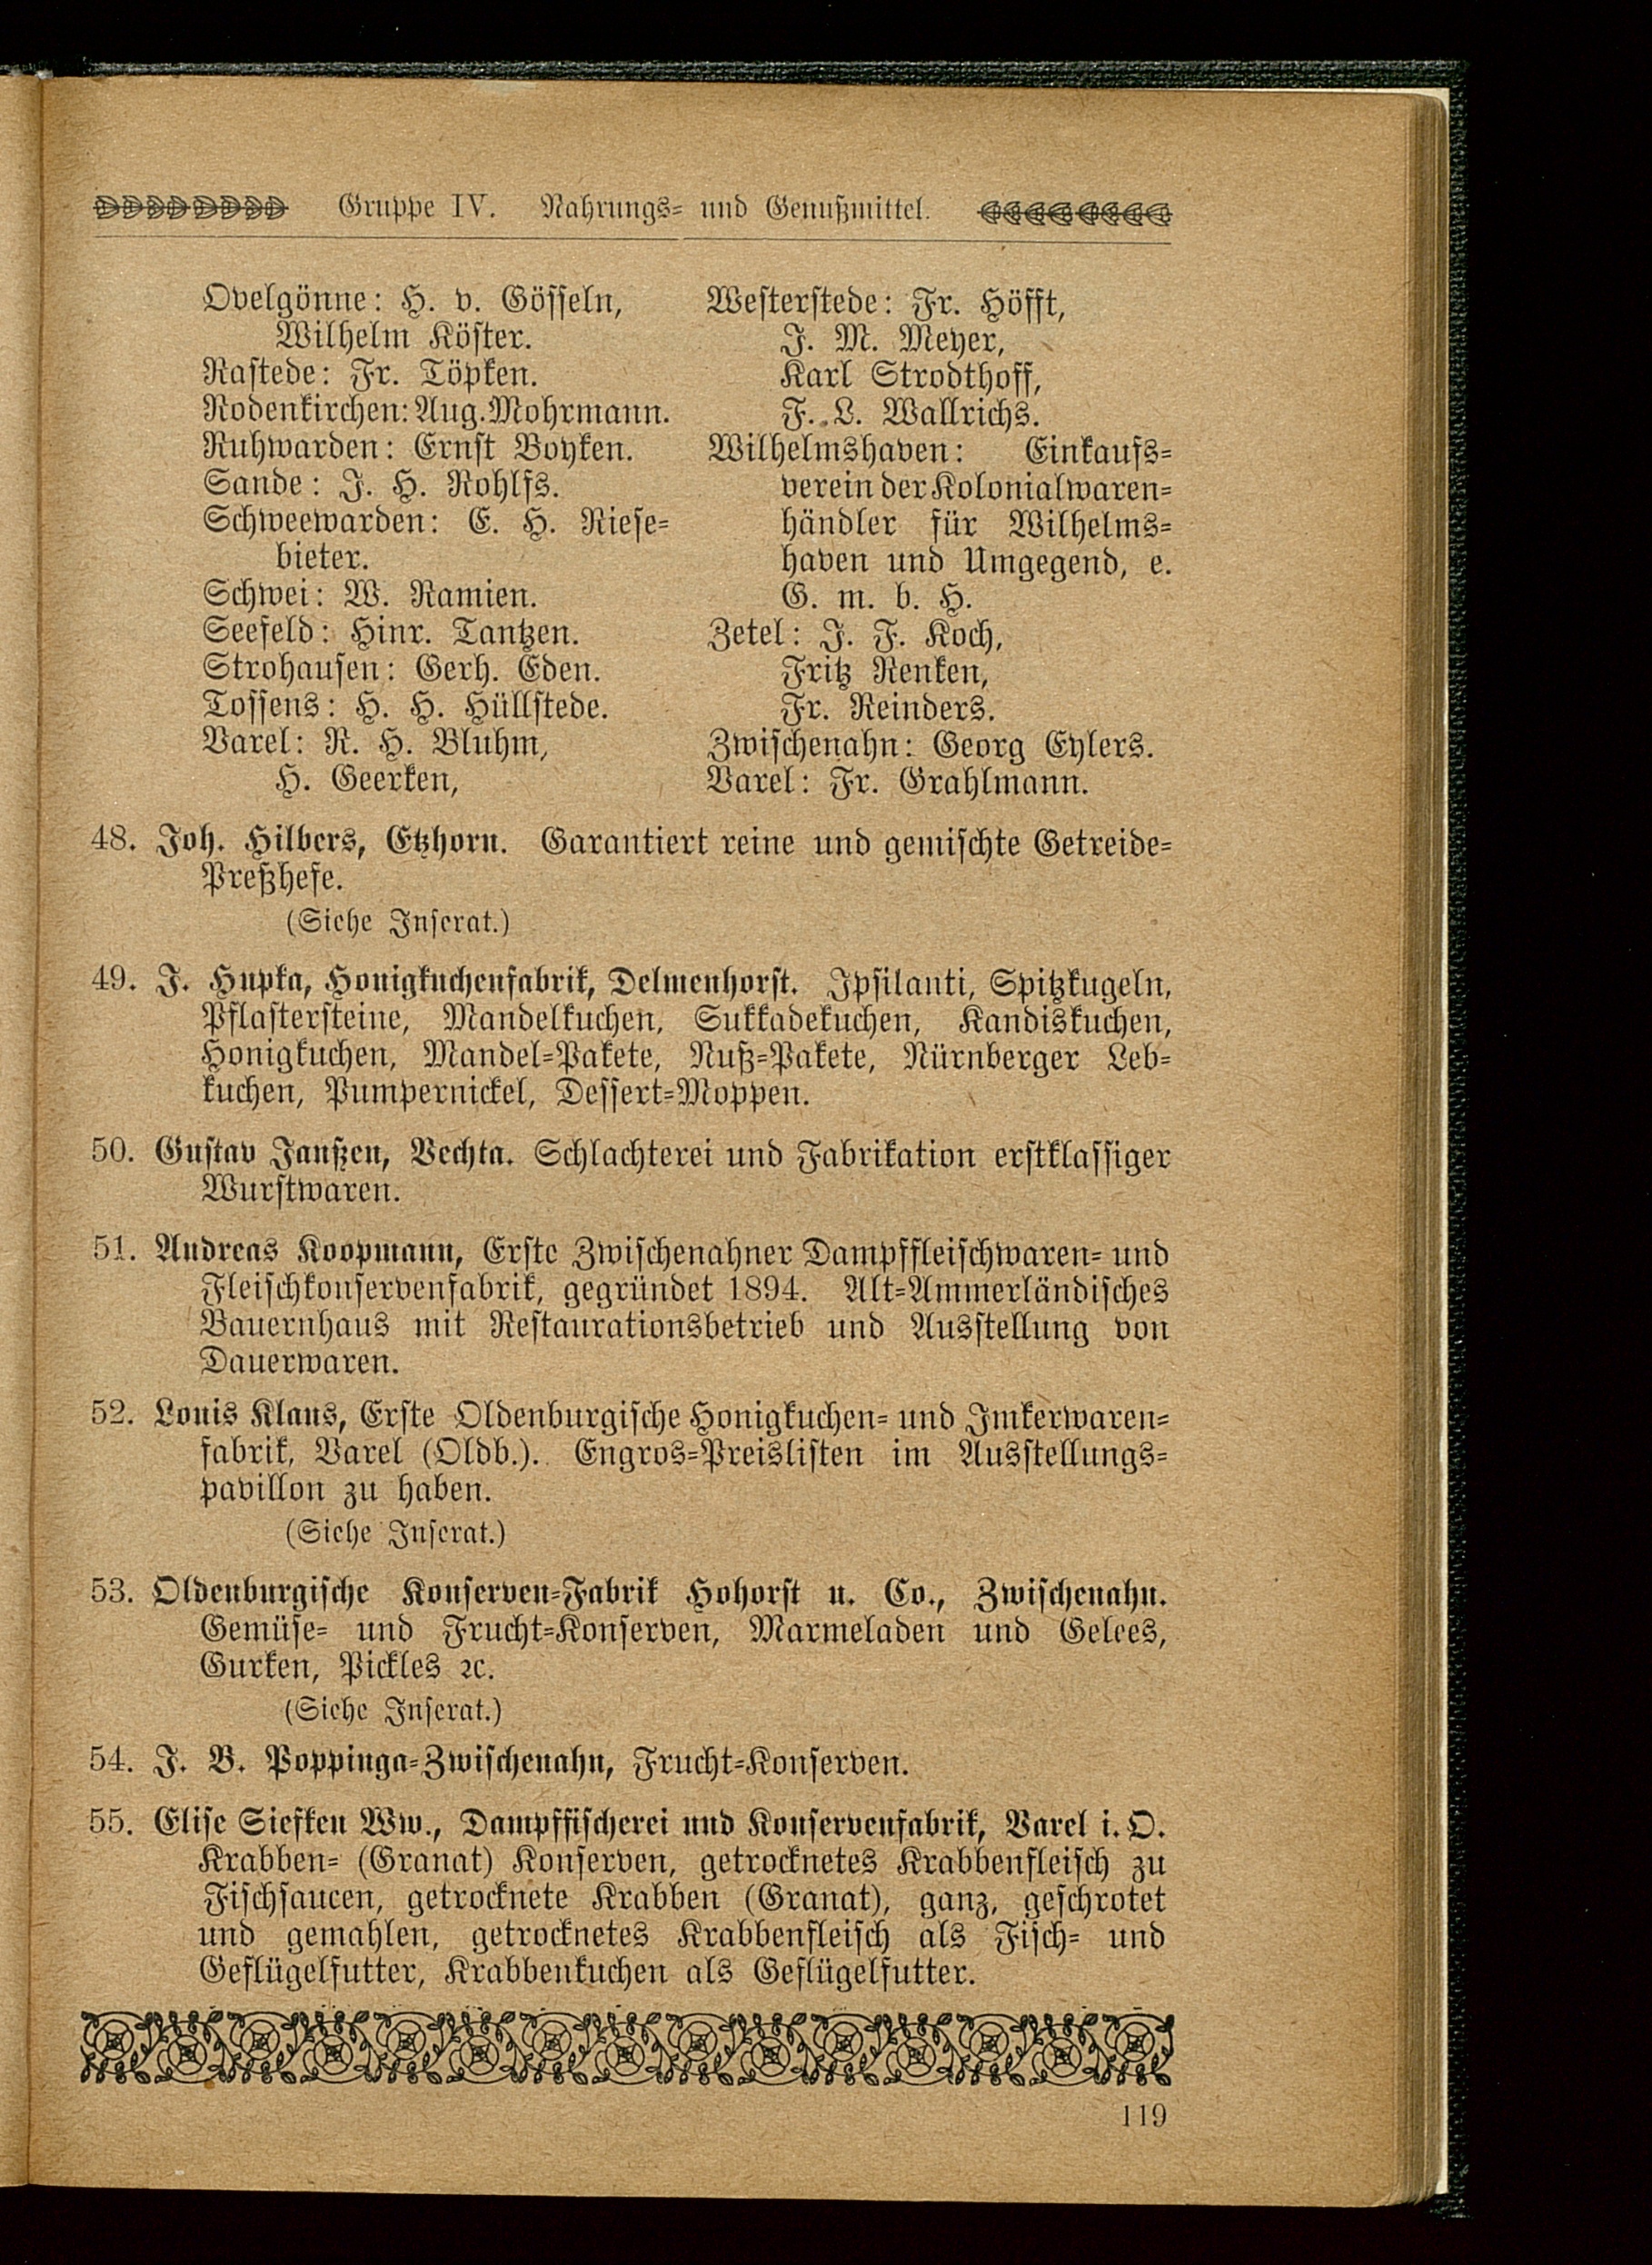 Gruppe IV. Nahrungs- und Genußmittel.
Ovelgönne: H. v. Gösseln,
Wilhelm Köster.
Rastede: Fr. Töpken.
Rodenkirchen: Aug. Mohrmann.
Ruhwarden: Ernst Boyken.
Sande: J. H. Rohlfs.
Schweewarden: E. H. Riese-
bieter.
Schwei: W. Ramien.
Seefeld: Hinr. Tantzen.
Strohausen: Gerh. Eden.
Tossens: H. H. Hüllstede.
Varel: R. H. Bluhm,
H. Geerken,
Westerstede: Fr. Höfft,
J. M. Meyer,
Karl Strodthoff,
F. L. Wallrichs.
Wilhelmshaven: Einkaufs-
verein der Kolonialwaren-
händler für Wilhelms-
haven und Umgegend, e.
G. m. b. H.
Zetel: J. F. Koch,
Fritz Renken,
Fr. Reinders.
Zwischenahn: Georg Eylers.
Varel: Fr. Grahlmann.
48. Joh. Hilbers, Etzhorn. Garantiert reine und gemischte Getreide-
Preßhefe.
(Siehe Inserat.)
49. J. Hupka, Honigkuchenfabrik, Delmenhorst. Ipsilanti, Spitzkugeln,
Pflastersteine, Mandelkuchen, Sukkadekuchen, Kandiskuchen,
Honigkuchen, Mandel-Pakete, Nuß-Pakete, Nürnberger Leb-
kuchen, Pumpernickel, Dessert-Moppen.
50. Gustav Janßen, Vechta. Schlachterei und Fabrikation erstklassiger
Wurstwaren.
51. Andreas Koopmann, Erste Zwischenahner Dampffleischwaren- und
Fleischkonservenfabrik, gegründet 1894. Alt-Ammerländisches
Bauernhaus mit Restaurationsbetrieb und Ausstellung von
Dauerwaren.
52. Louis Klaus, Erste Oldenburgische Honigkuchen- und Imkerwaren-
fabrik, Varel (Oldb.). Engros-Preislisten im Ausstellungs-
pavillon zu haben.
(Siehe Inserat.)
53. Oldenburgische Konserven-Fabrik Hohorst u. Co., Zwischenahn.
Gemüse- und Frucht-Konserven, Marmeladen und Gelees,
Gurken, Pickles ꝛc.
(Siehe Inserat.)
54. J. B. Poppinga-Zwischenahn, Frucht-Konserven.
55. Elise Siefken Ww., Dampffischerei und Konservenfabrik, Varel i. O.
Krabben- (Granat) Konserven, getrocknetes Krabbenfleisch zu
Fischsaucen, getrocknete Krabben (Granat), ganz, geschrotet
und gemahlen, getrocknetes Krabbenfleisch als Fisch- und
Geflügelfutter, Krabbenkuchen als Geflügelfutter.
119